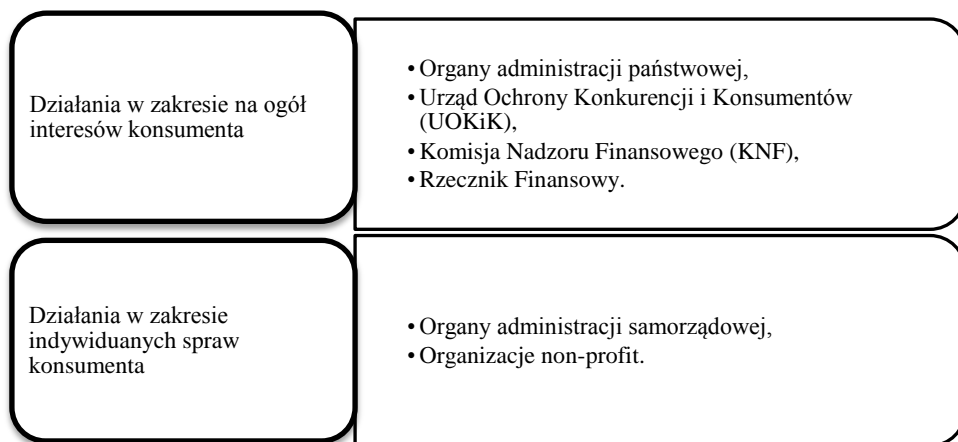 Działania w zakresie na ogół
interesów konsumenta
• Organy administracji państwowej,
• Urząd Ochrony Konkurencji i Konsumentów
(UOKiK),
• Komisja Nadzoru Finansowego (KNF),
• Rzecznik Finansowy.
Działania w zakresie
indywiduanych spraw
konsumenta
• Organy administracji samorządowej,
• Organizacje non-profit.